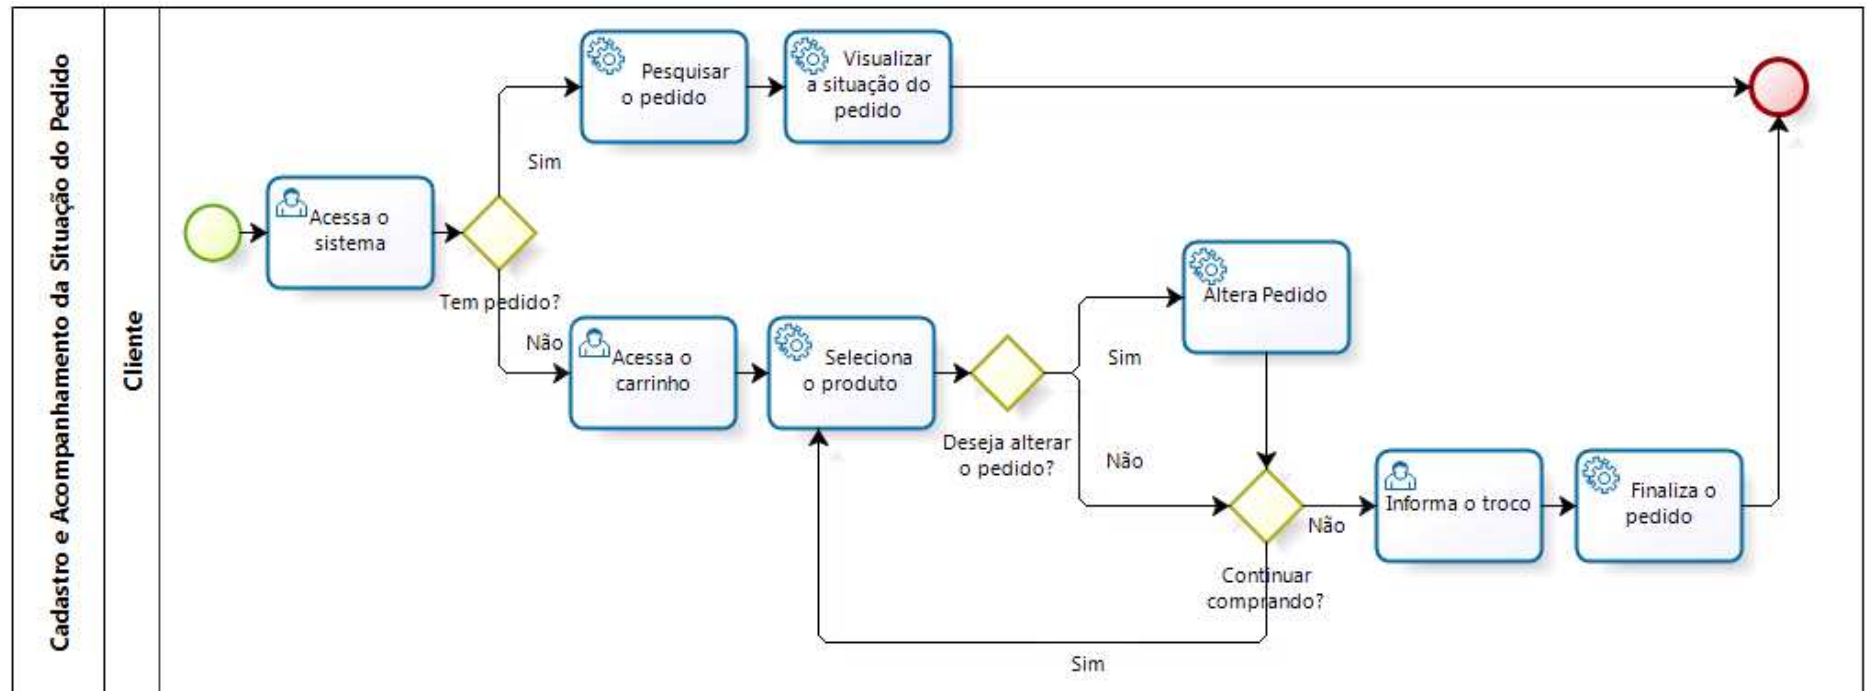 Cadastro e Acompanhamento da Situação do Pedido
Cliente
Acessa o
sistema
Tem pedido?
Sim
Pesquisar
o pedido
Visualizar
a situação do
pedido
Não
Acessa o
carrinho
Seleciona
o produto
Deseja alterar
o pedido?
Sim
Altera Pedido
Não
Continuar
comprando?
Sim
Não
Informa o troco
Finaliza o
pedido